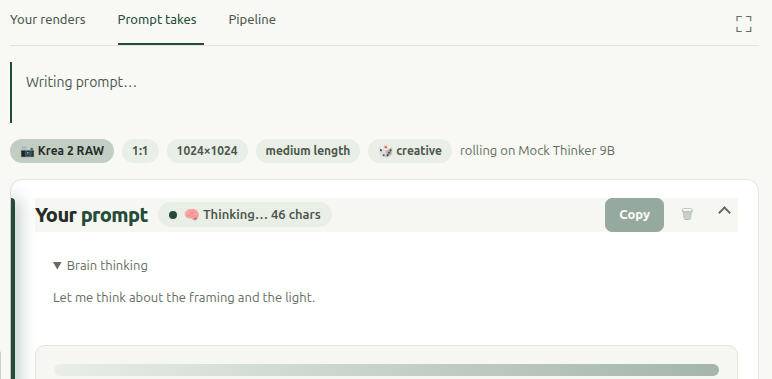 Your renders Prompt takes Pipeline
Writing prompt…
📷 Krea 2 RAW 1:1 1024×1024 medium length 🎲 creative rolling on Mock Thinker 9B
Your prompt 🧠 Thinking… 46 chars Copy
▼ Brain thinking
Let me think about the framing and the light.